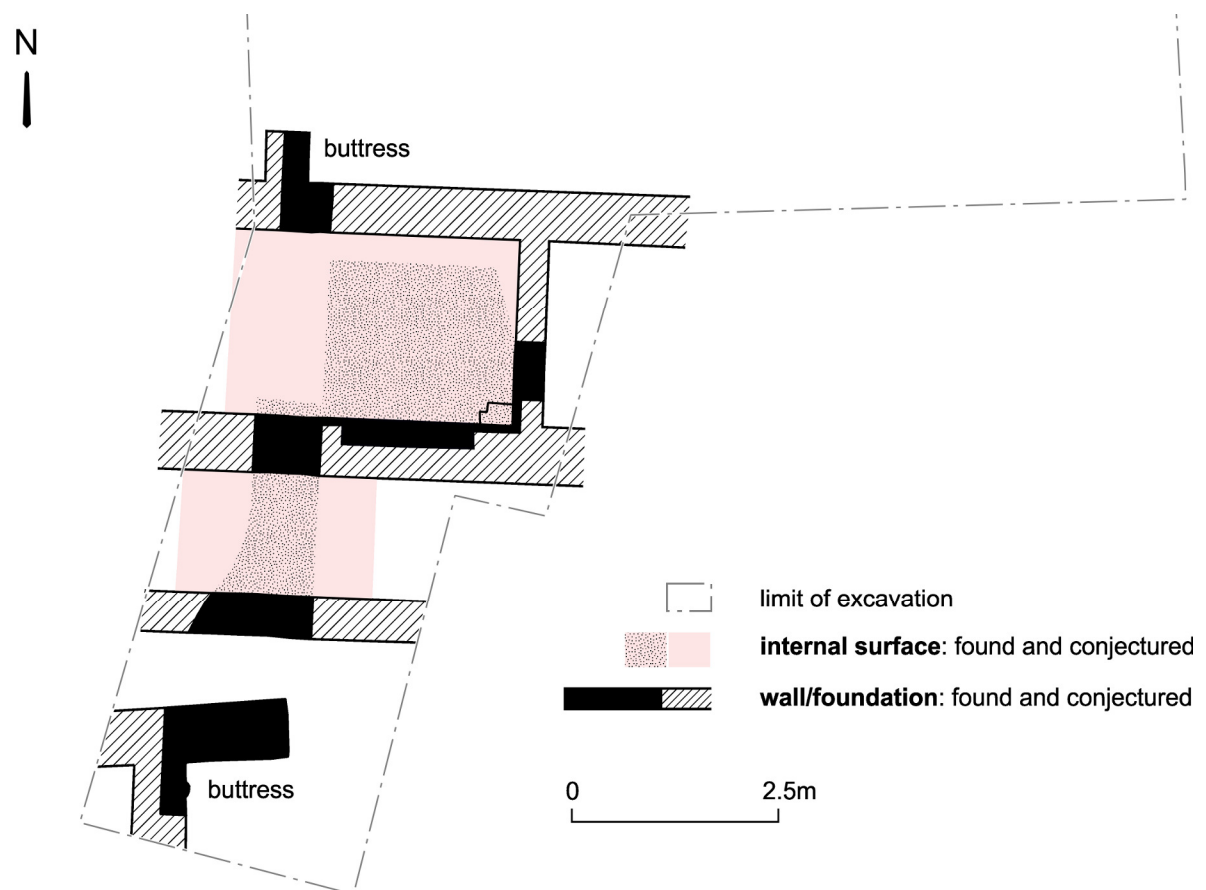 N
buttress
limit of excavation
internal surface: found and conjectured
wall/foundation: found and conjectured
buttress
0 2.5m